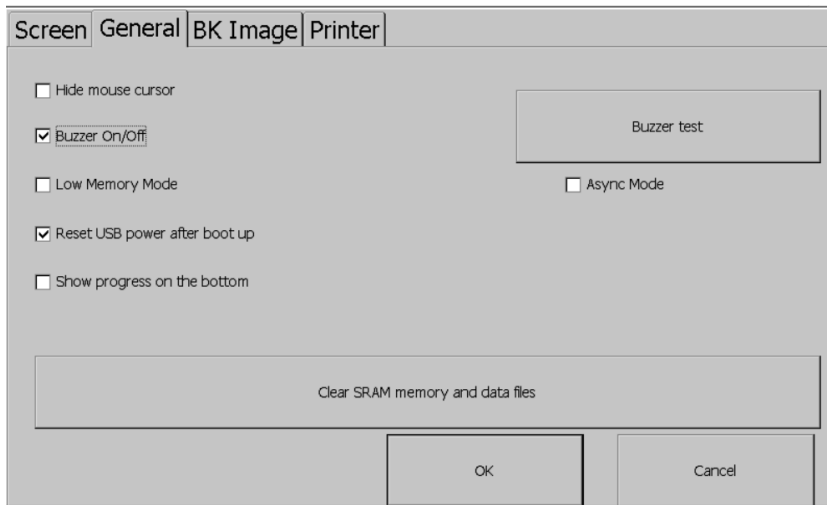 Screen General BK Image Printer
Hide mouse cursor
Buzzer On/Off
Buzzer test
Low Memory Mode
Async Mode
Reset USB power after boot up
Show progress on the bottom
Clear SRAM memory and data files
OK
Cancel